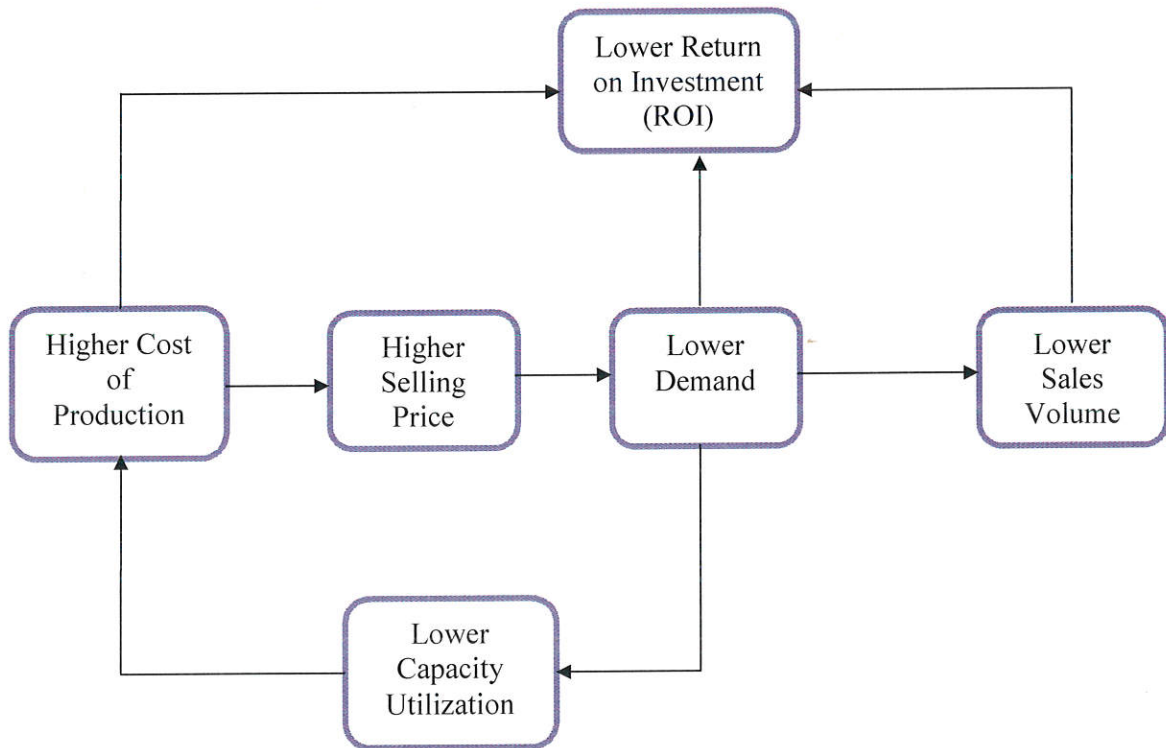 Lower Return
on Investment
(ROI)
Higher Cost
of
Production
Higher
Selling
Price
Lower
Demand
Lower
Sales
Volume
Lower
Capacity
Utilization